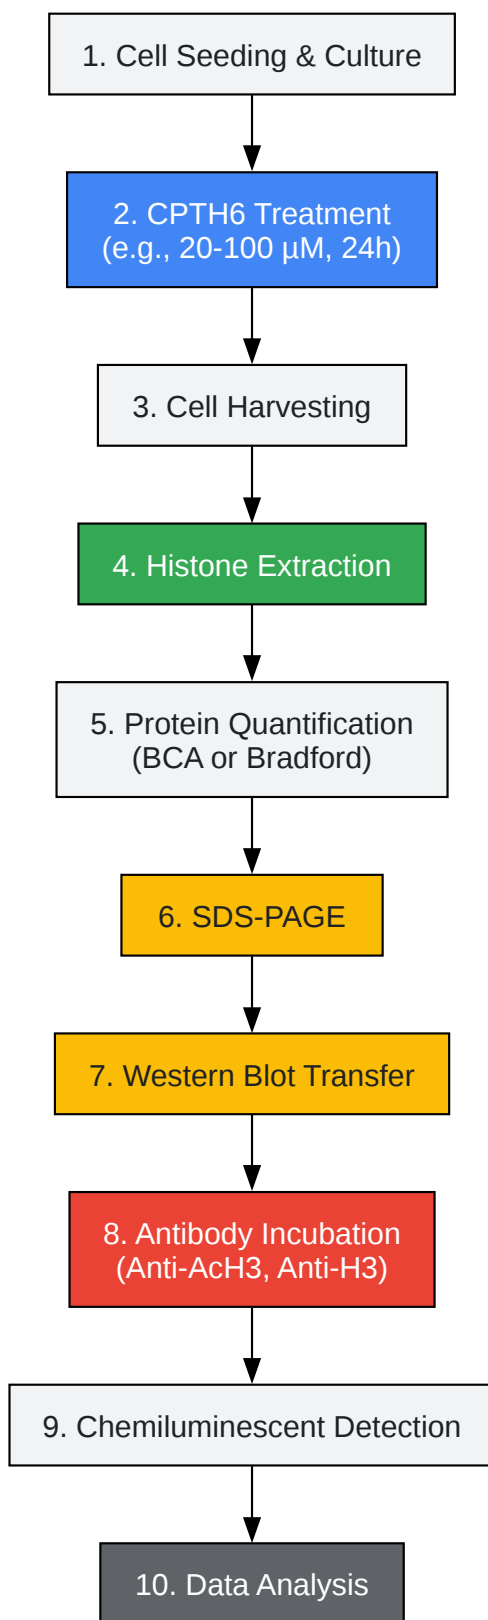 1. Cell Seeding & Culture
2. CPTH6 Treatment
(e.g., 20-100 µM, 24h)
3. Cell Harvesting
4. Histone Extraction
5. Protein Quantification
(BCA or Bradford)
6. SDS-PAGE
7. Western Blot Transfer
8. Antibody Incubation
(Anti-AcH3, Anti-H3)
9. Chemiluminescent Detection
10. Data Analysis